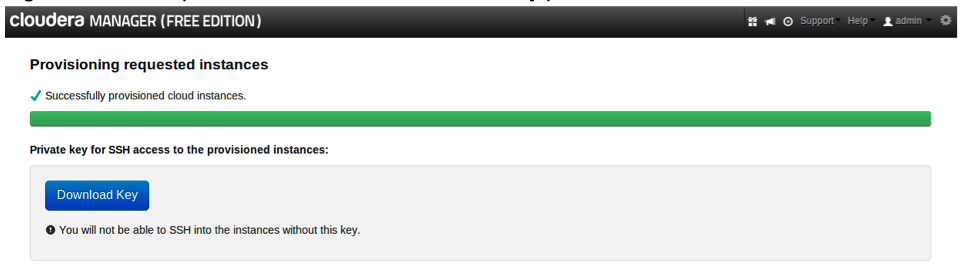 cloudera MANAGER (FREE EDITION)
Support Help admin
Provisioning requested instances
Successfully provisioned cloud instances.
Private key for SSH access to the provisioned instances:
Download Key
You will not be able to SSH into the instances without this key.